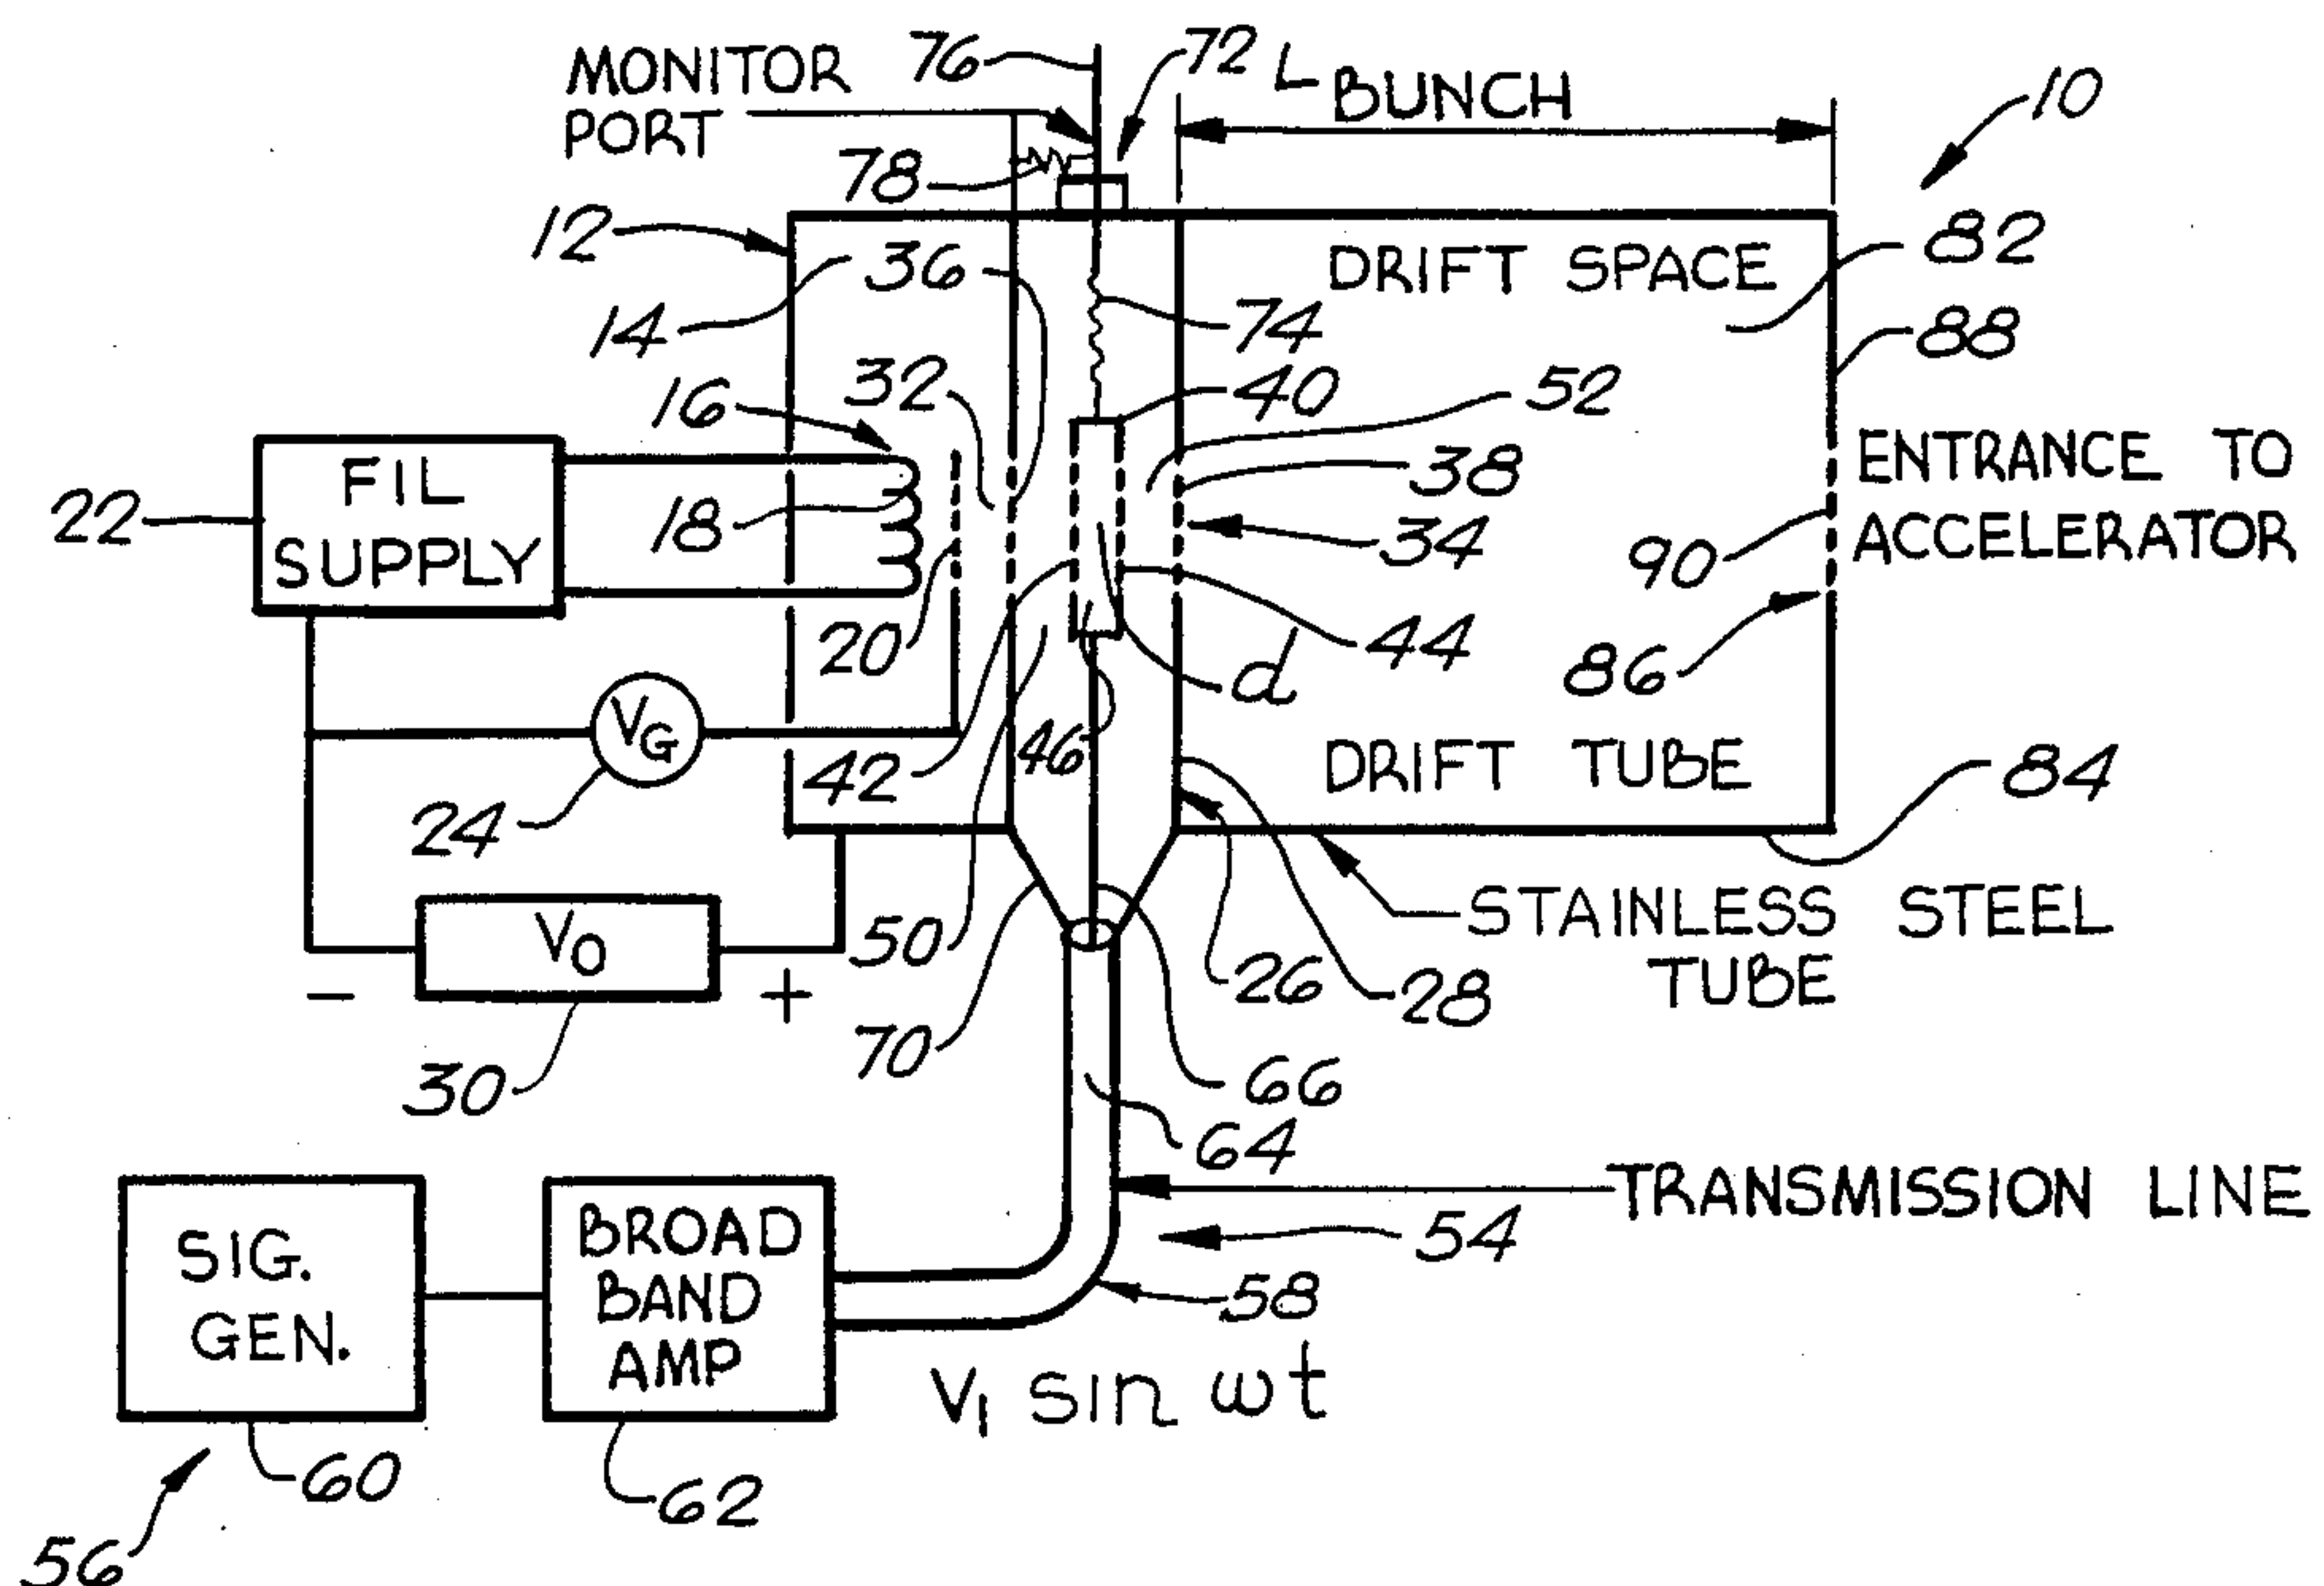 MONITOR
PORT
76
72
L BUNCH
10
78
12
36
DRIFT SPACE
82
14
74
88
16
32
40
52
FIL
SUPPLY
22
18
38
34
ENTRANCE TO
ACCELERATOR
90
20
44
d
86
VG
42
46
DRIFT TUBE
84
24
VO
50
STAINLESS STEEL
TUBE
26
28
-
+
70
30
66
64
TRANSMISSION LINE
54
SIG.
GEN.
BROAD
BAND
AMP
58
V1 sin ωt
60
62
56